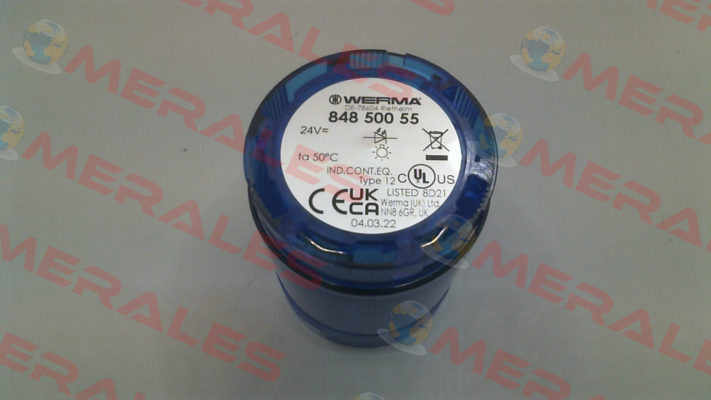 WERMA
DE-78604 Rietheim
848 500 55
24V=
ta 50°C
IND.CONT.EQ.
Type 12
C UL US
LISTED 8D21
CE UK CA
Werma (UK) Ltd.
NN8 6GR, UK
04.03.22
MERALES
MERALES
MERALES
MERALES
MERALES
MERALES